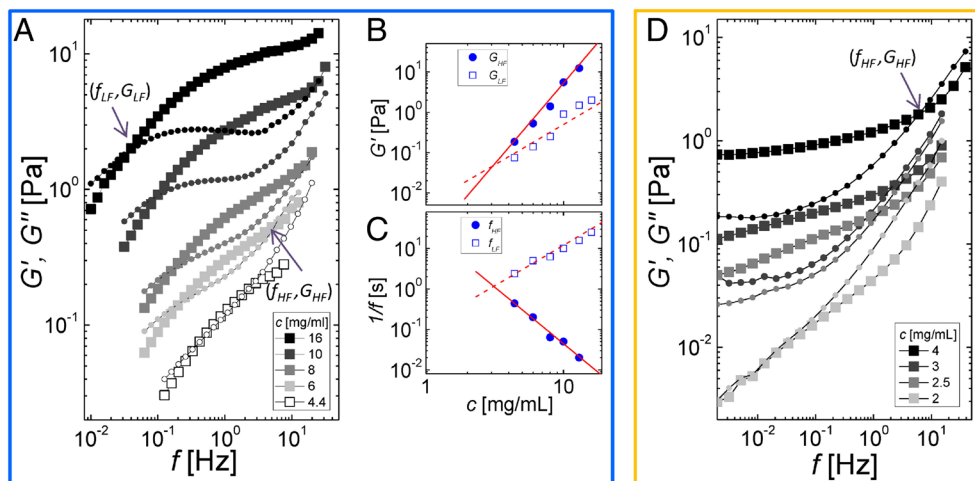 A
G', G'' [Pa]
10¹
10⁰
10⁻¹
(f_LF, G_LF)
(f_HF, G_HF)
c [mg/ml]
16
10
8
6
4.4
10⁻² 10⁻¹ 10⁰ 10¹
f [Hz]
B
G' [Pa]
10²
10¹
10⁰
10⁻¹
10⁻²
G_HF
G_LF
C
1/f [s]
10²
10¹
10⁰
10⁻¹
10⁻²
f_HF
f_LF
1 10
c [mg/mL]
D
G', G'' [Pa]
10¹
10⁰
10⁻¹
10⁻²
(f_HF, G_HF)
c [mg/mL]
4
3
2.5
2
10⁻² 10⁻¹ 10⁰ 10¹
f [Hz]